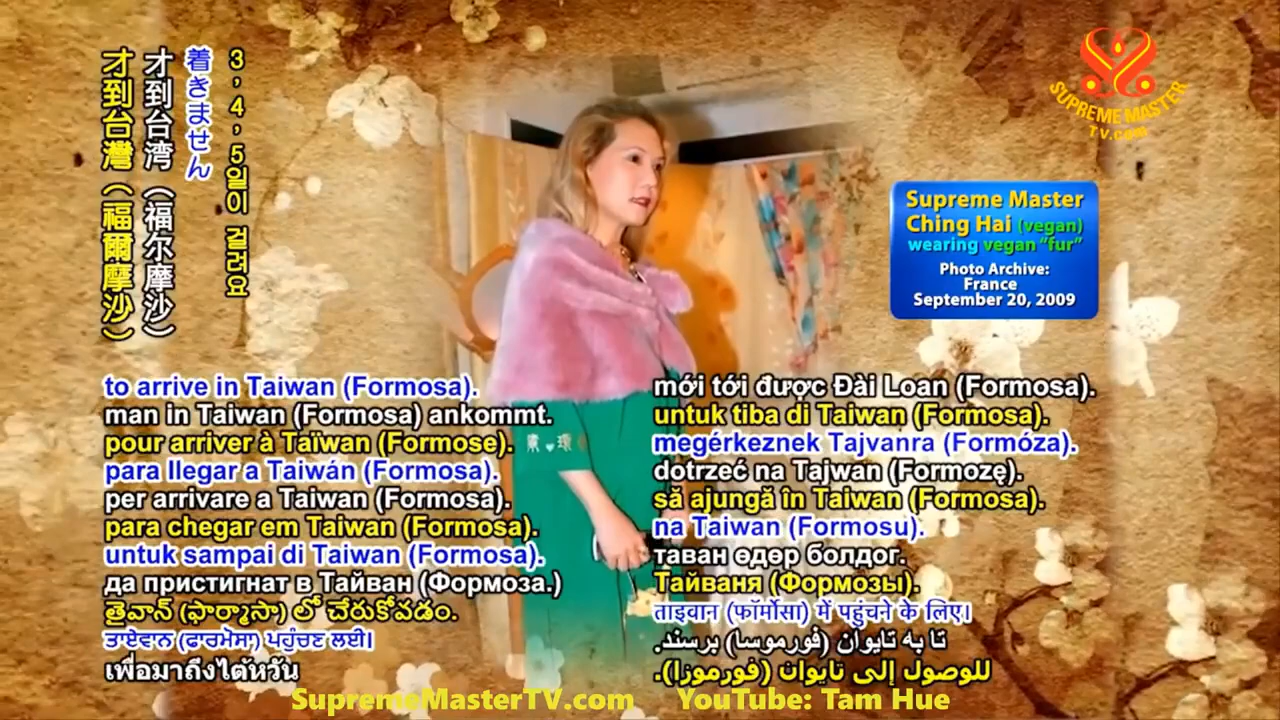 3,4,5일이 걸려요
着きません
才到台湾（福尔摩沙）
才到台灣（福爾摩沙）
SUPREME MASTER
TV.com
Supreme Master
Ching Hai (vegan)
wearing vegan "fur"
Photo Archive:
France
September 20, 2009
to arrive in Taiwan (Formosa).
man in Taiwan (Formosa) ankommt.
pour arriver à Taïwan (Formose).
para llegar a Taiwán (Formosa).
per arrivare a Taiwan (Formosa).
para chegar em Taiwan (Formosa).
untuk sampai di Taiwan (Formosa).
да пристигнат в Тайван (Формоза.)
తైవాన్ (ఫార్మాసా) లో చేరుకోవడం.
ਤਾਏਵਾਨ (ਫਾਰਮੋਸਾ) ਪਹੁੰਚਣ ਲਈ।
เพื่อมาถึงไต้หวัน
mới tới được Đài Loan (Formosa).
untuk tiba di Taiwan (Formosa).
megérkeznek Tajvanra (Formóza).
dotrzeć na Tajwan (Formozę).
să ajungă în Taiwan (Formosa).
na Taiwan (Formosu).
таван өдөр болдог.
Тайваня (Формозы).
ताइवान (फॉर्मोसा) में पहुंचने के लिए।
تا به تایوان (فورموسا) برسند.
للوصول إلى تايوان (فورموزا).
SupremeMasterTV.com YouTube: Tam Hue